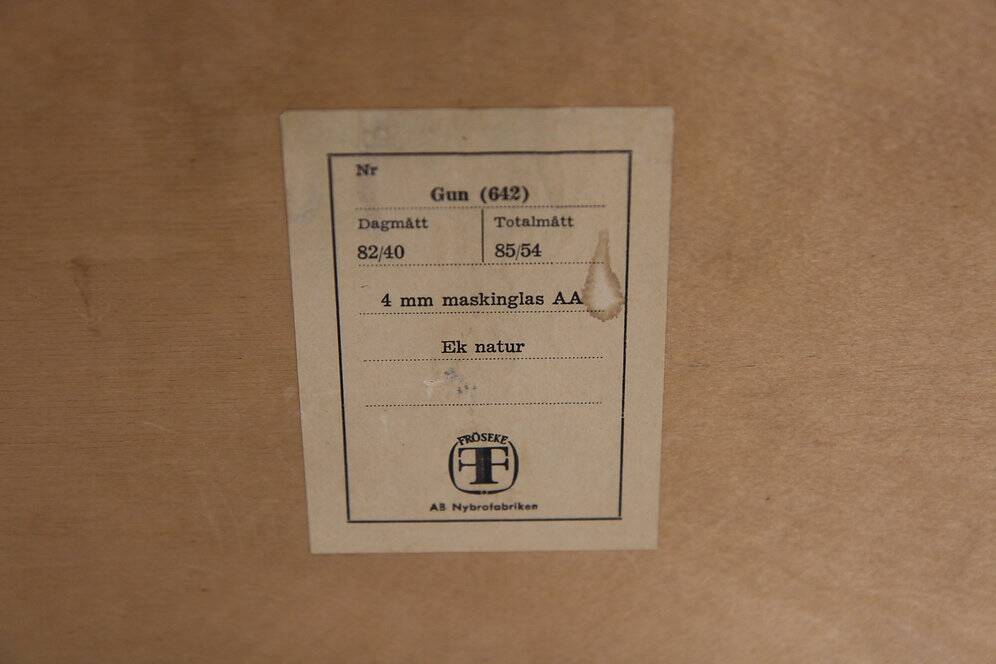 Nr
Gun (642)
Dagmått Totalmått
82/40 85/54
4 mm maskinglas AA
Ek natur
FRÖSEKE
F
AB Nybrofabriken